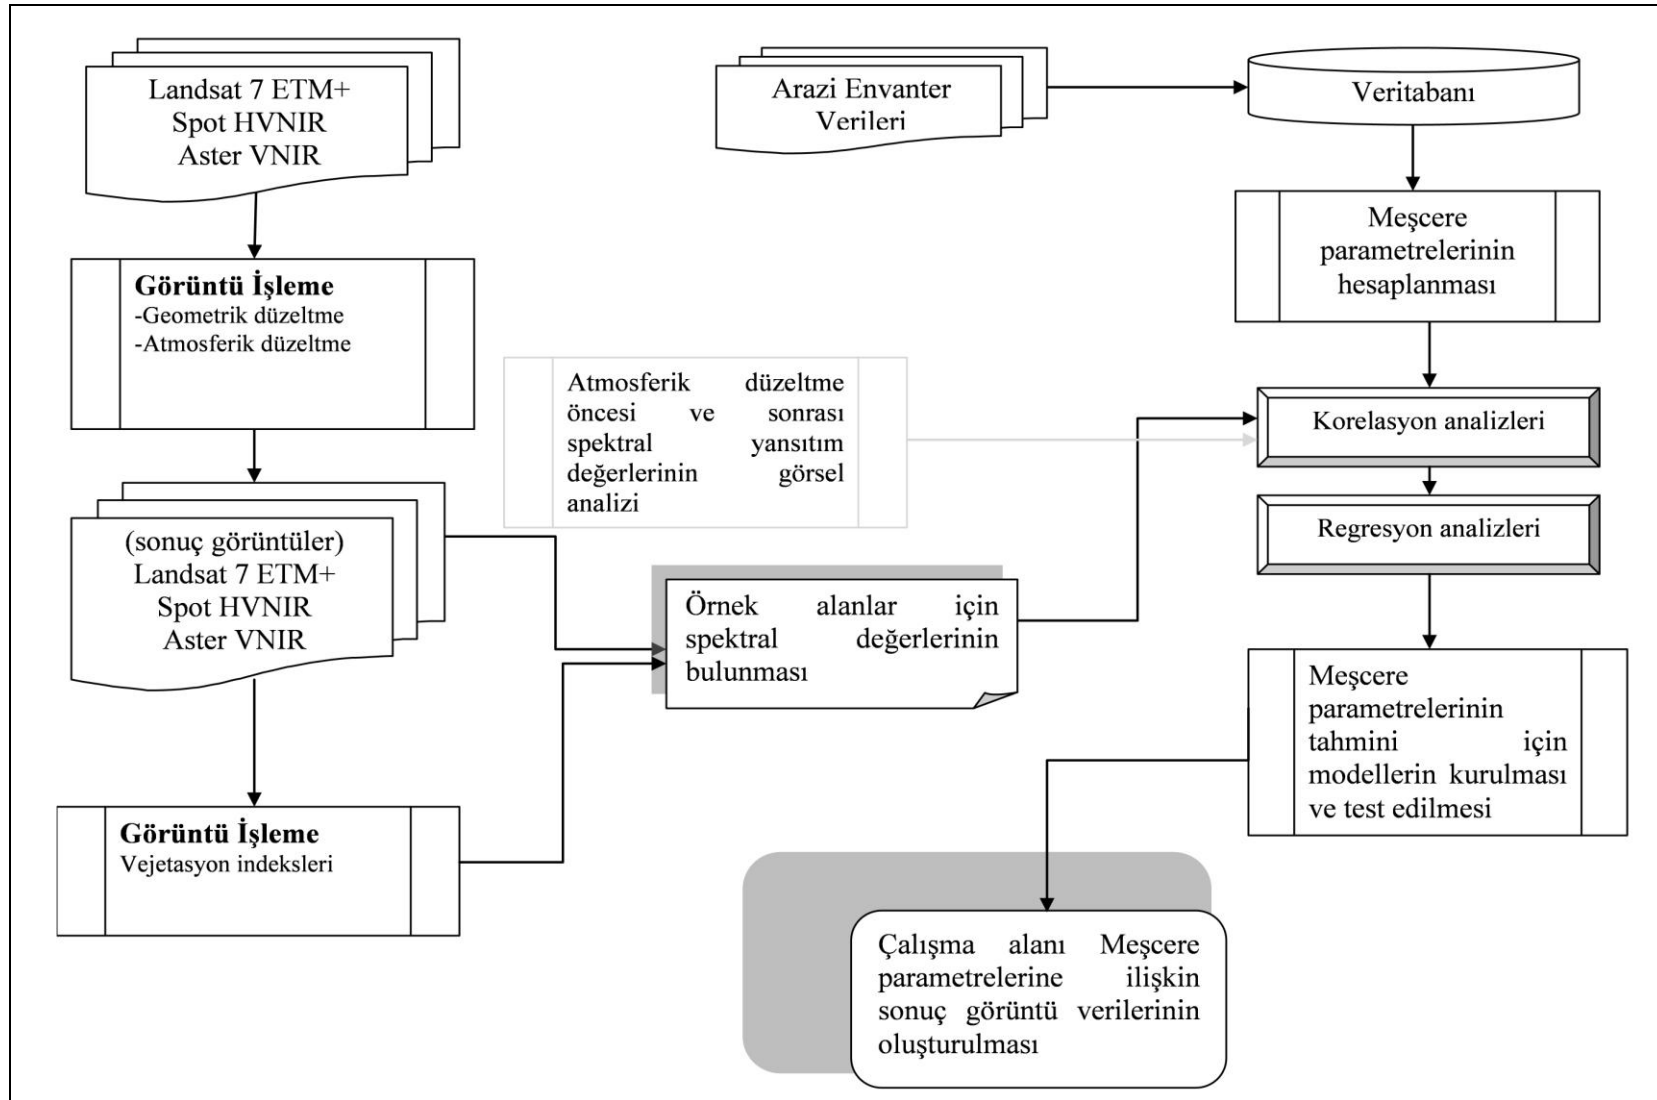 Landsat 7 ETM+
Spot HVNIR
Aster VNIR
Arazi Envanter
Verileri
Veritabanı
Meşcere
parametrelerinin
hesaplanması
Görüntü İşleme
-Geometrik düzeltme
-Atmosferik düzeltme
Atmosferik düzeltme
öncesi ve sonrası
spektral yansıtım
değerlerinin görsel
analizi
Korelasyon analizleri
Regresyon analizleri
(sonuç görüntüler)
Landsat 7 ETM+
Spot HVNIR
Aster VNIR
Örnek alanlar için
spektral değerlerinin
bulunması
Meşcere
parametrelerinin
tahmini için
modellerin kurulması
ve test edilmesi
Görüntü İşleme
Vejetasyon indeksleri
Çalışma alanı Meşcere
parametrelerine ilişkin
sonuç görüntü verilerinin
oluşturulması